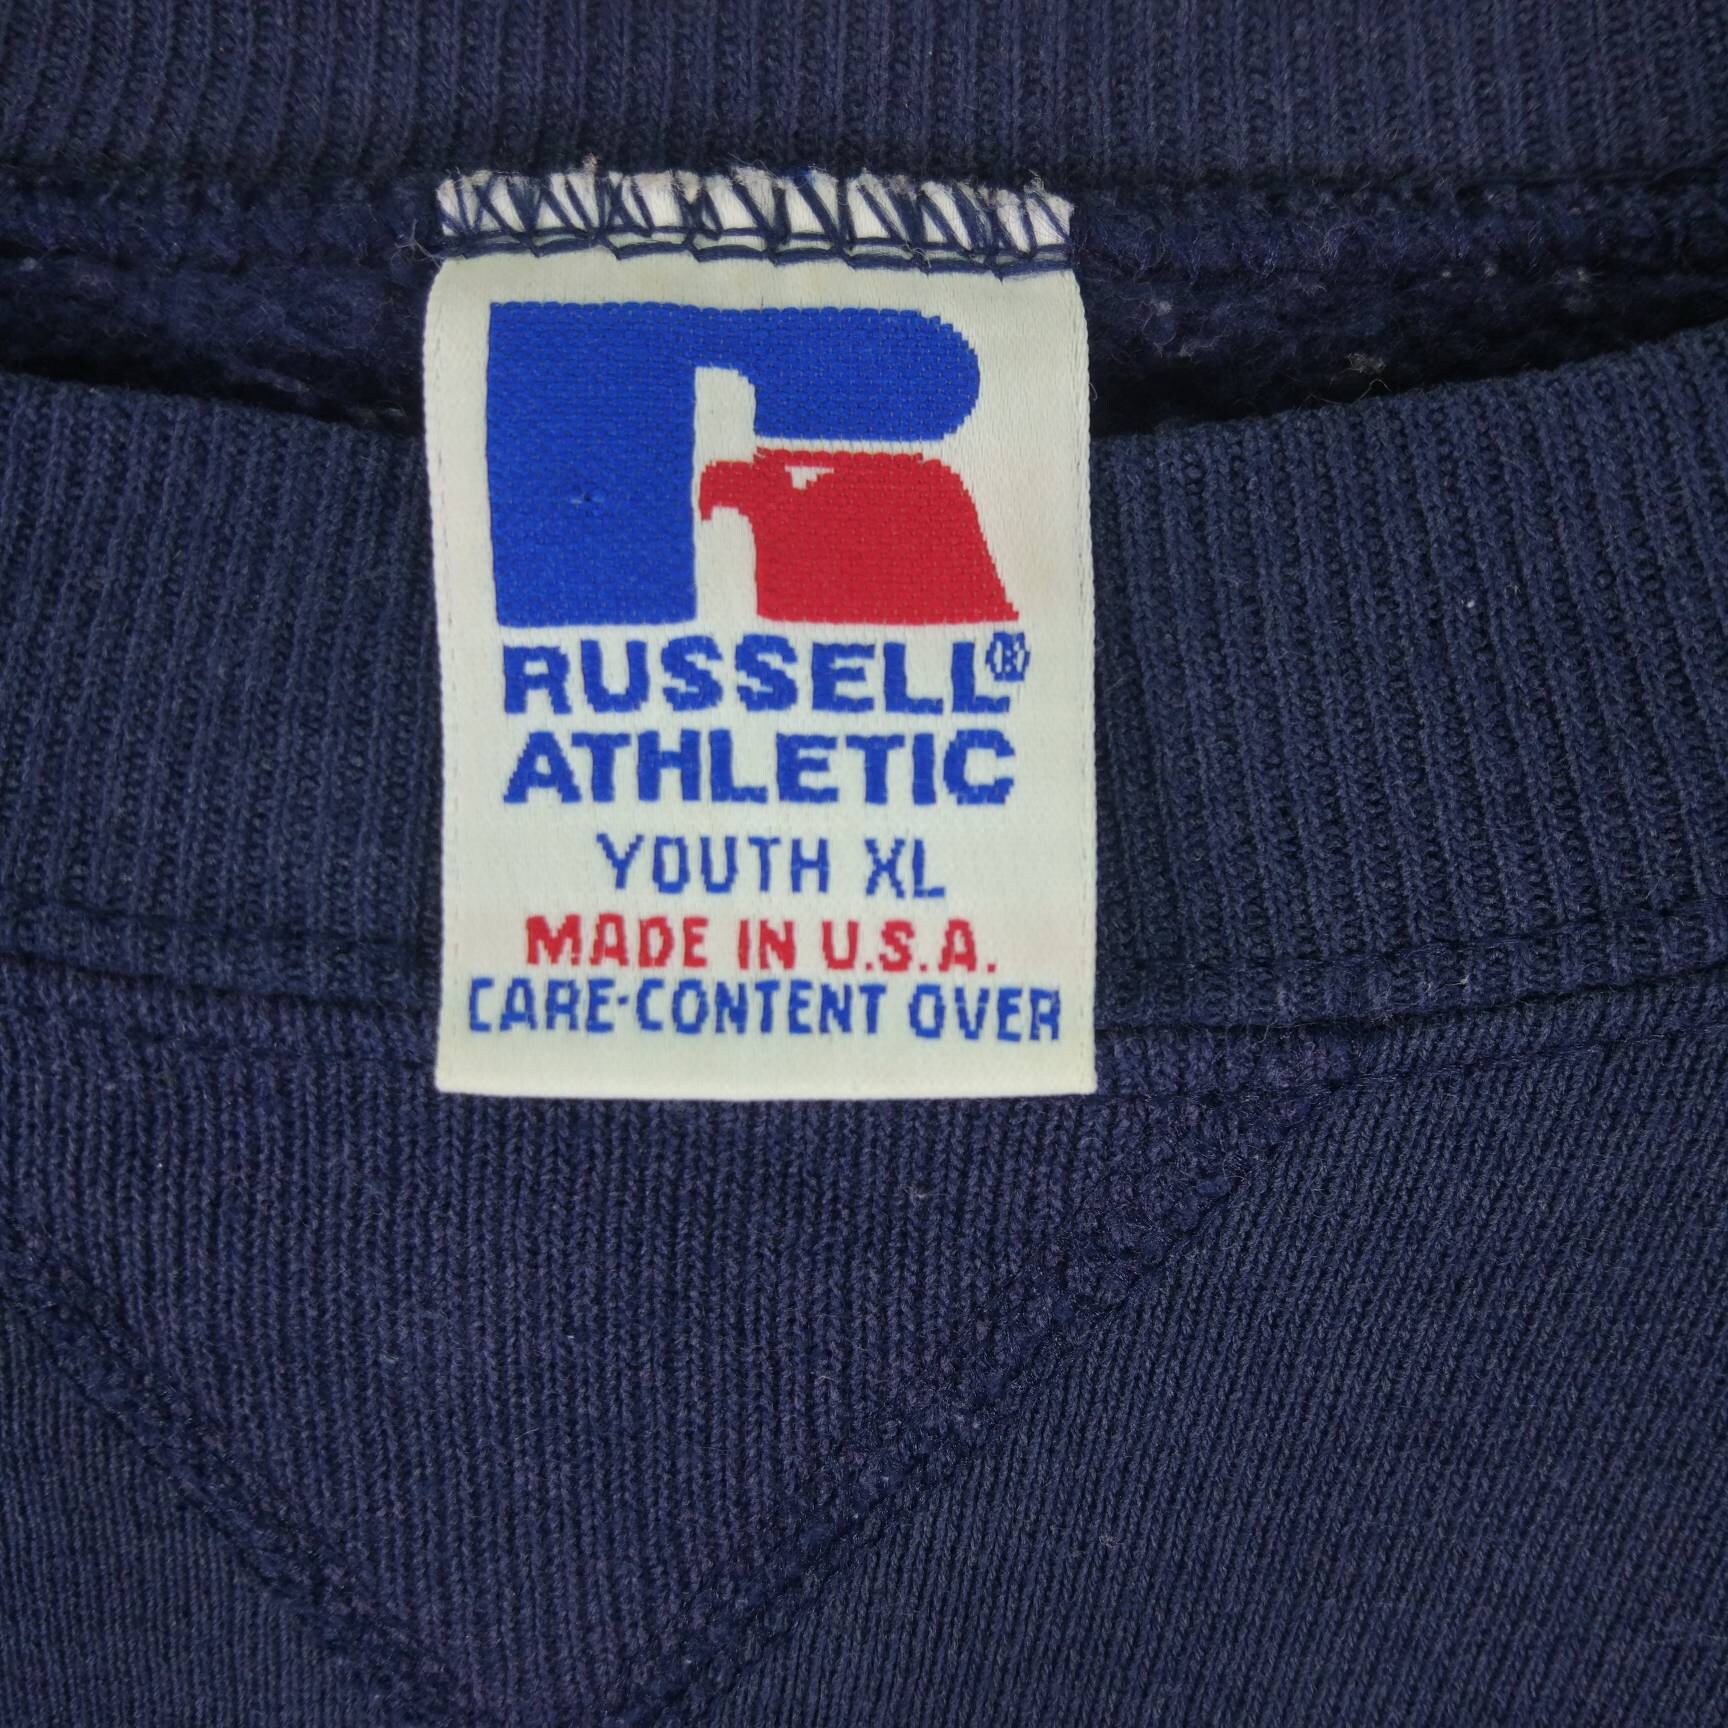 RUSSELL®
ATHLETIC
YOUTH XL
MADE IN U.S.A.
CARE-CONTENT OVER